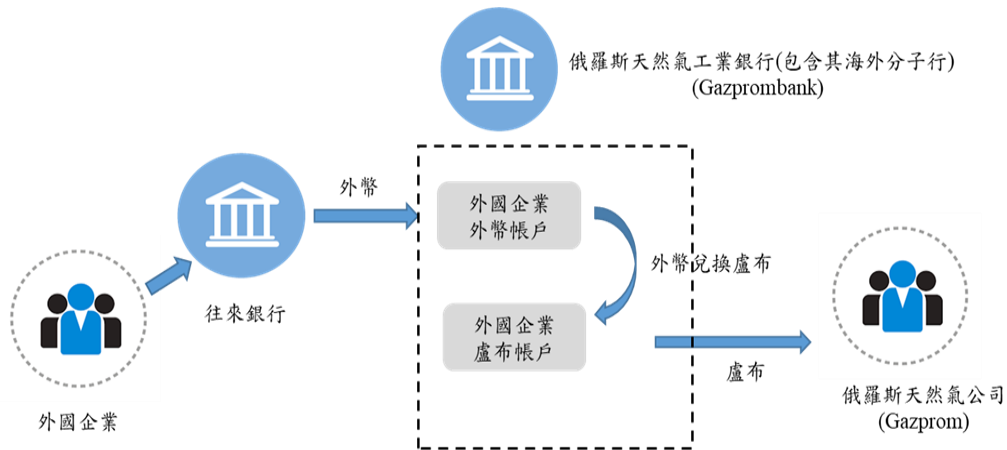 俄羅斯天然氣工業銀行(包含其海外分子行)
(Gazprombank)
外幣
外國企業
外幣帳戶
外幣兌換盧布
往來銀行
外國企業
盧布帳戶
盧布
外國企業
俄羅斯天然氣公司
(Gazprom)